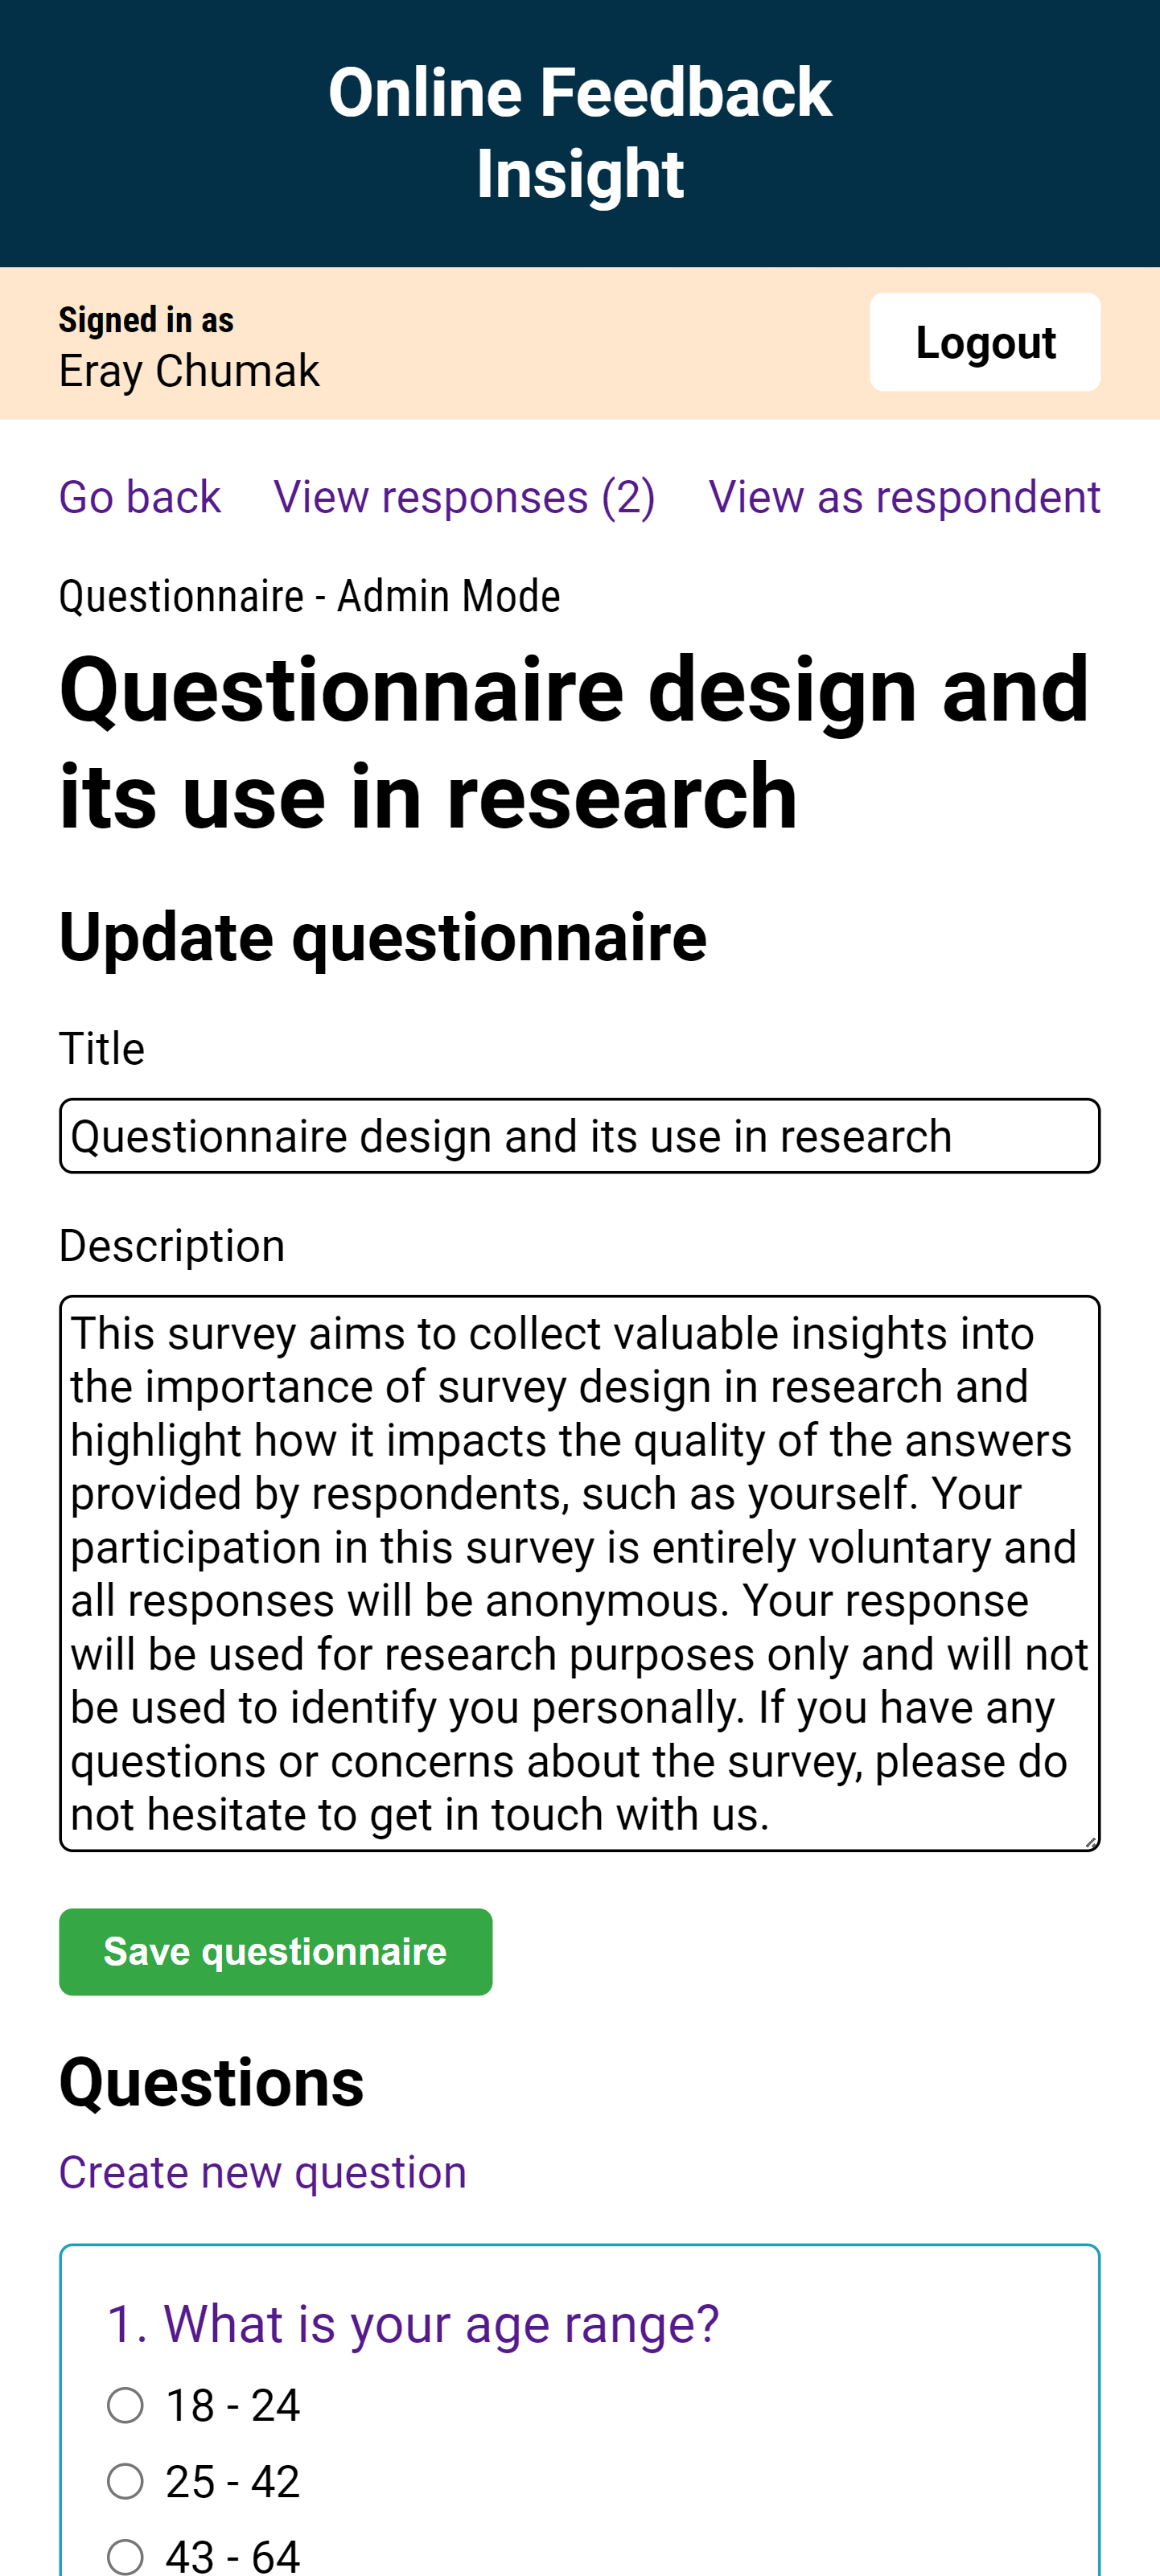 Online Feedback
Insight
Signed in as
Eray Chumak
Logout
Go back View responses (2) View as respondent
Questionnaire - Admin Mode
Questionnaire design and
its use in research
Update questionnaire
Title
Questionnaire design and its use in research
Description
This survey aims to collect valuable insights into
the importance of survey design in research and
highlight how it impacts the quality of the answers
provided by respondents, such as yourself. Your
participation in this survey is entirely voluntary and
all responses will be anonymous. Your response
will be used for research purposes only and will not
be used to identify you personally. If you have any
questions or concerns about the survey, please do
not hesitate to get in touch with us.
Save questionnaire
Questions
Create new question
1. What is your age range?
18 - 24
25 - 42
43 - 64